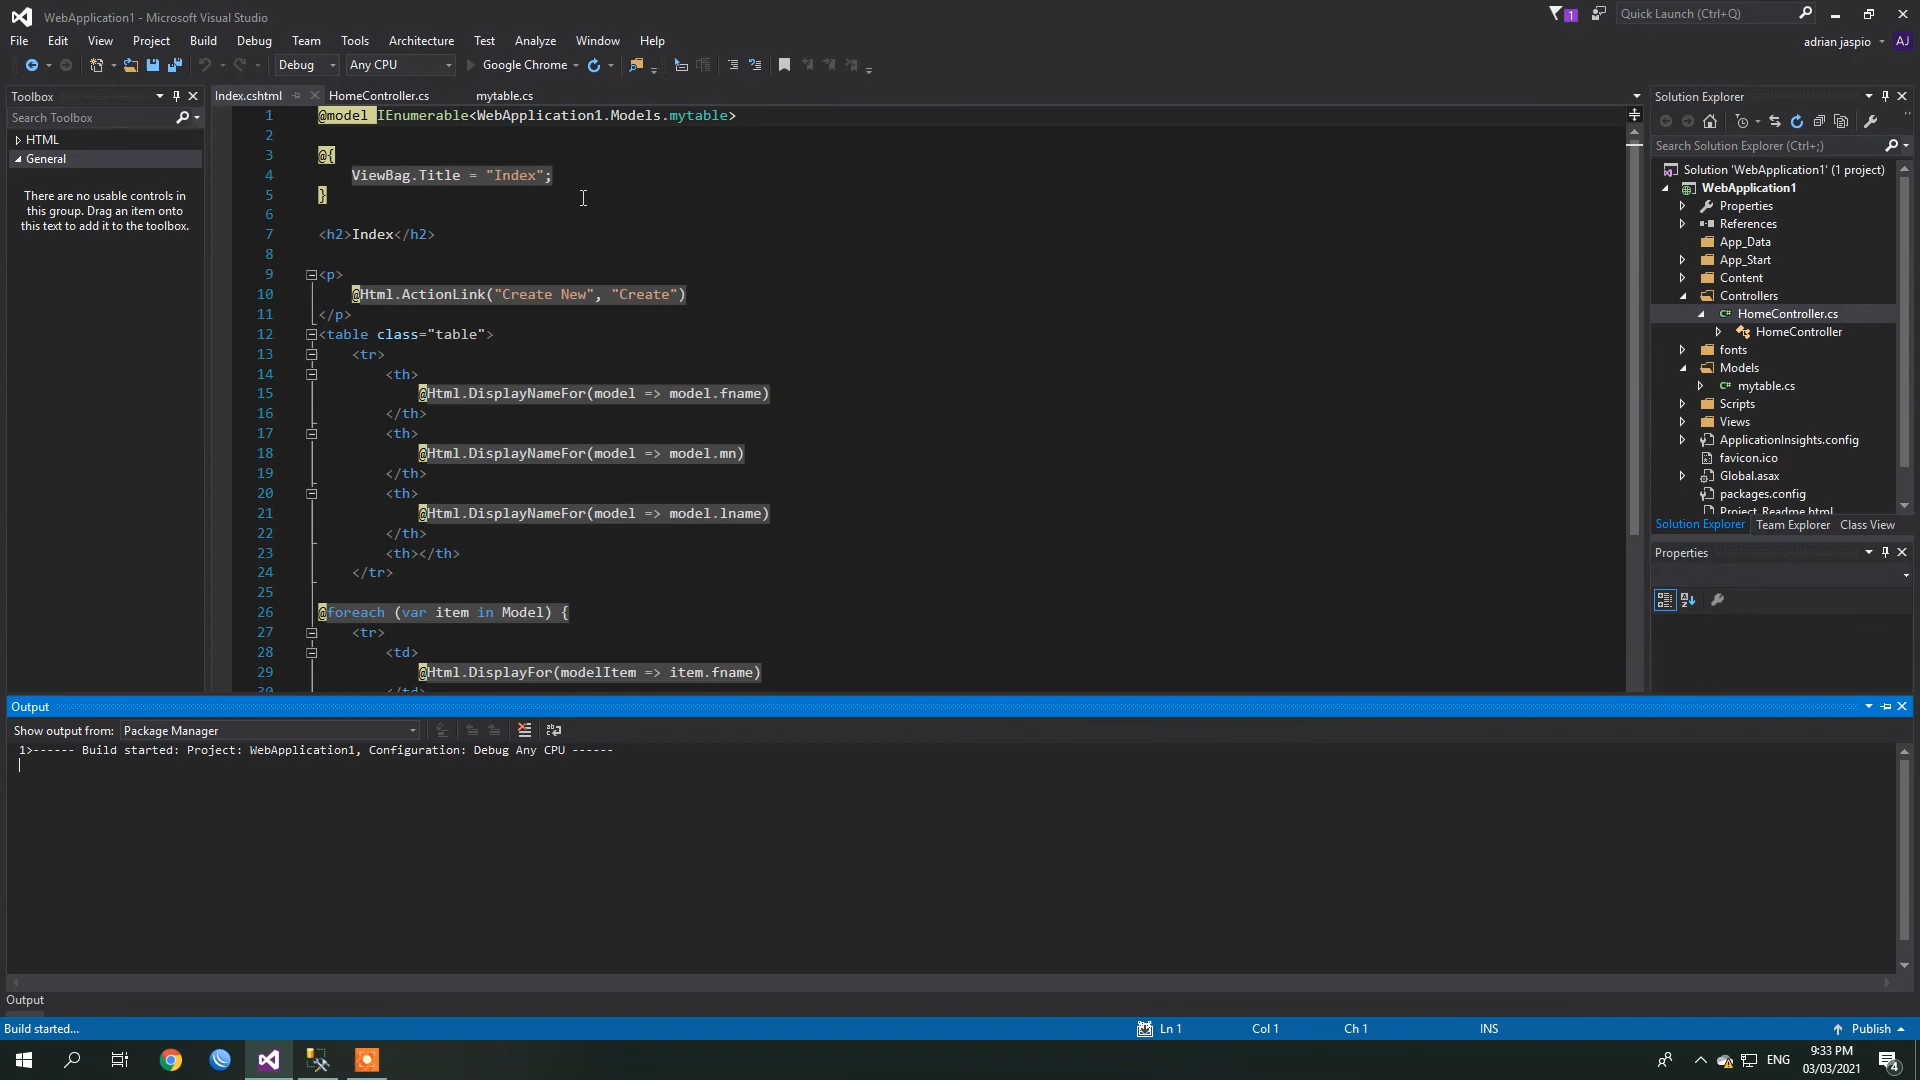 WebApplication1 - Microsoft Visual Studio
1
Quick Launch (Ctrl+Q)
File Edit View Project Build Debug Team Tools Architecture Test Analyze Window Help
adrian jaspio AJ
Debug Any CPU Google Chrome
Toolbox
Search Toolbox
HTML
General
There are no usable controls in
this group. Drag an item onto
this text to add it to the toolbox.
Index.cshtml HomeController.cs mytable.cs
1 @model IEnumerable<WebApplication1.Models.mytable>
2
3 @{
4 ViewBag.Title = "Index";
5 }
6
7 <h2>Index</h2>
8
9 <p>
10 @Html.ActionLink("Create New", "Create")
11 </p>
12 <table class="table">
13 <tr>
14 <th>
15 @Html.DisplayNameFor(model => model.fname)
16 </th>
17 <th>
18 @Html.DisplayNameFor(model => model.mn)
19 </th>
20 <th>
21 @Html.DisplayNameFor(model => model.lname)
22 </th>
23 <th></th>
24 </tr>
25
26 @foreach (var item in Model) {
27 <tr>
28 <td>
29 @Html.DisplayFor(modelItem => item.fname)
30 </td>
Solution Explorer
Search Solution Explorer (Ctrl+;)
Solution 'WebApplication1' (1 project)
WebApplication1
Properties
References
App_Data
App_Start
Content
Controllers
C# HomeController.cs
HomeController
fonts
Models
C# mytable.cs
Scripts
Views
ApplicationInsights.config
favicon.ico
Global.asax
packages.config
Project_Readme.html
Solution Explorer Team Explorer Class View
Properties
Output
Show output from: Package Manager
1>------ Build started: Project: WebApplication1, Configuration: Debug Any CPU ------
Output
Build started...
Ln 1 Col 1 Ch 1 INS
Publish
ENG
9:33 PM
03/03/2021
4